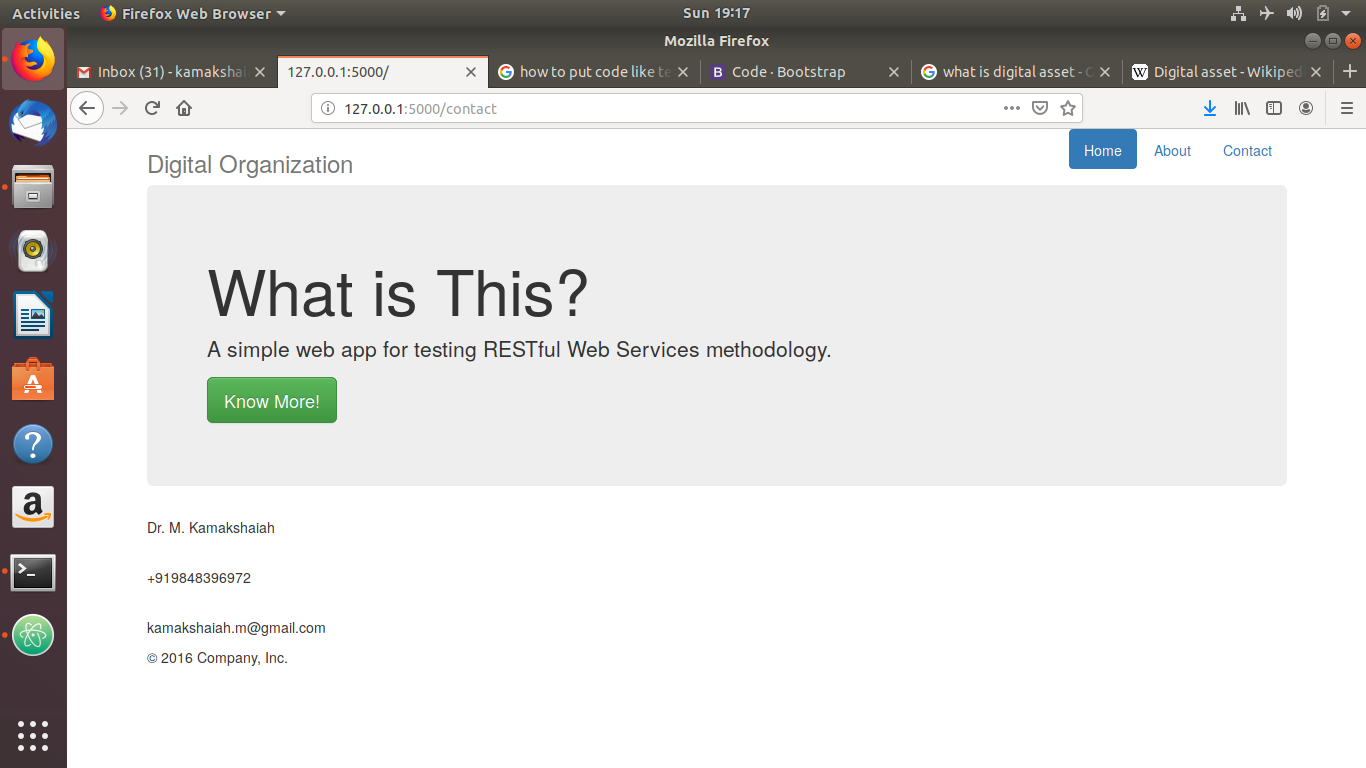 Activities Firefox Web Browser Sun 19:17
Mozilla Firefox
Inbox (31) - kamakshai 127.0.0.1:5000/ how to put code like te Code · Bootstrap what is digital asset - G Digital asset - Wikiped
127.0.0.1:5000/contact
Digital Organization Home About Contact
What is This?
A simple web app for testing RESTful Web Services methodology.
Know More!
Dr. M. Kamakshaiah
+919848396972
kamakshaiah.m@gmail.com
© 2016 Company, Inc.